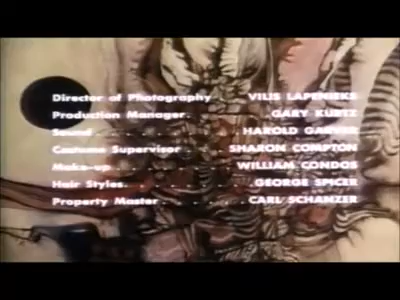 Director of Photography VILIS LAPENIEKS
Production Manager. GARY KURTZ
Sound . . . . . . . . . . . . HAROLD GARVER
Costume Supervisor . . . SHARON COMPTON
Make-up . . . . . . . . . . WILLIAM CONDOS
Hair Styles. . . . . . . . . . GEORGE SPICER
Property Master . . . . . . . CARL SCHANZER